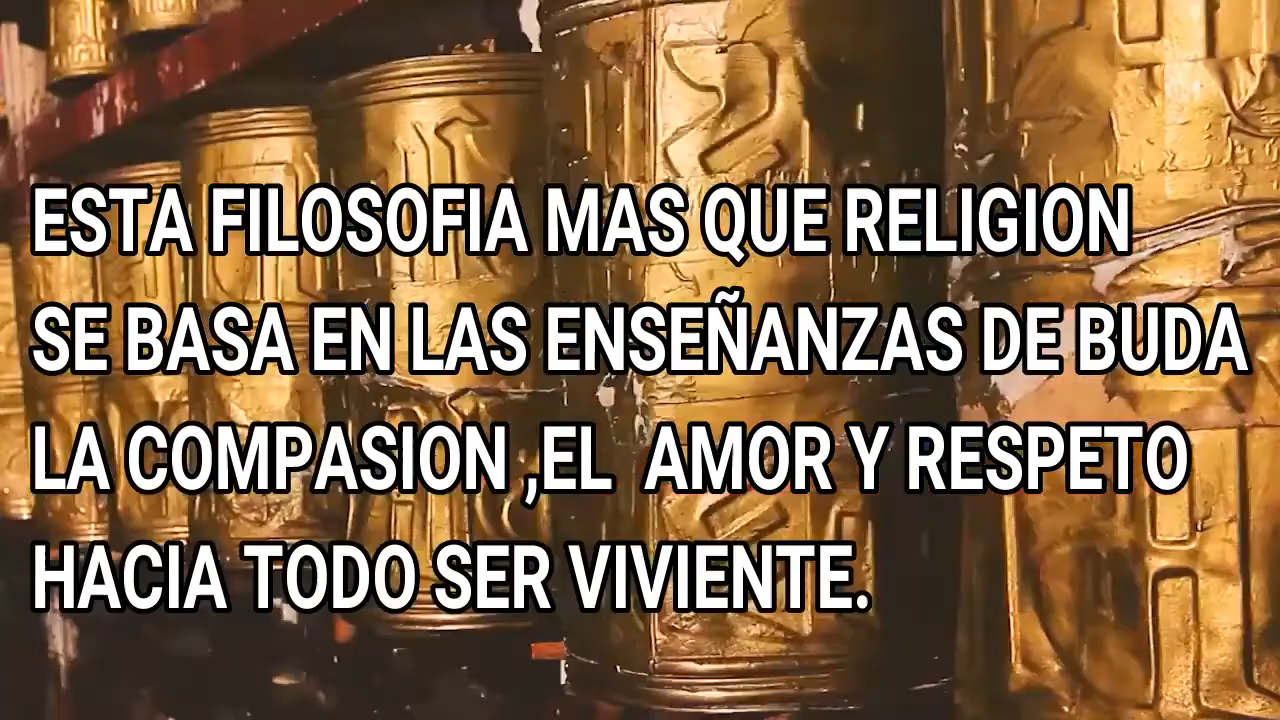 ESTA FILOSOFIA MAS QUE RELIGION
SE BASA EN LAS ENSEÑANZAS DE BUDA
LA COMPASION ,EL  AMOR Y RESPETO
HACIA TODO SER VIVIENTE.